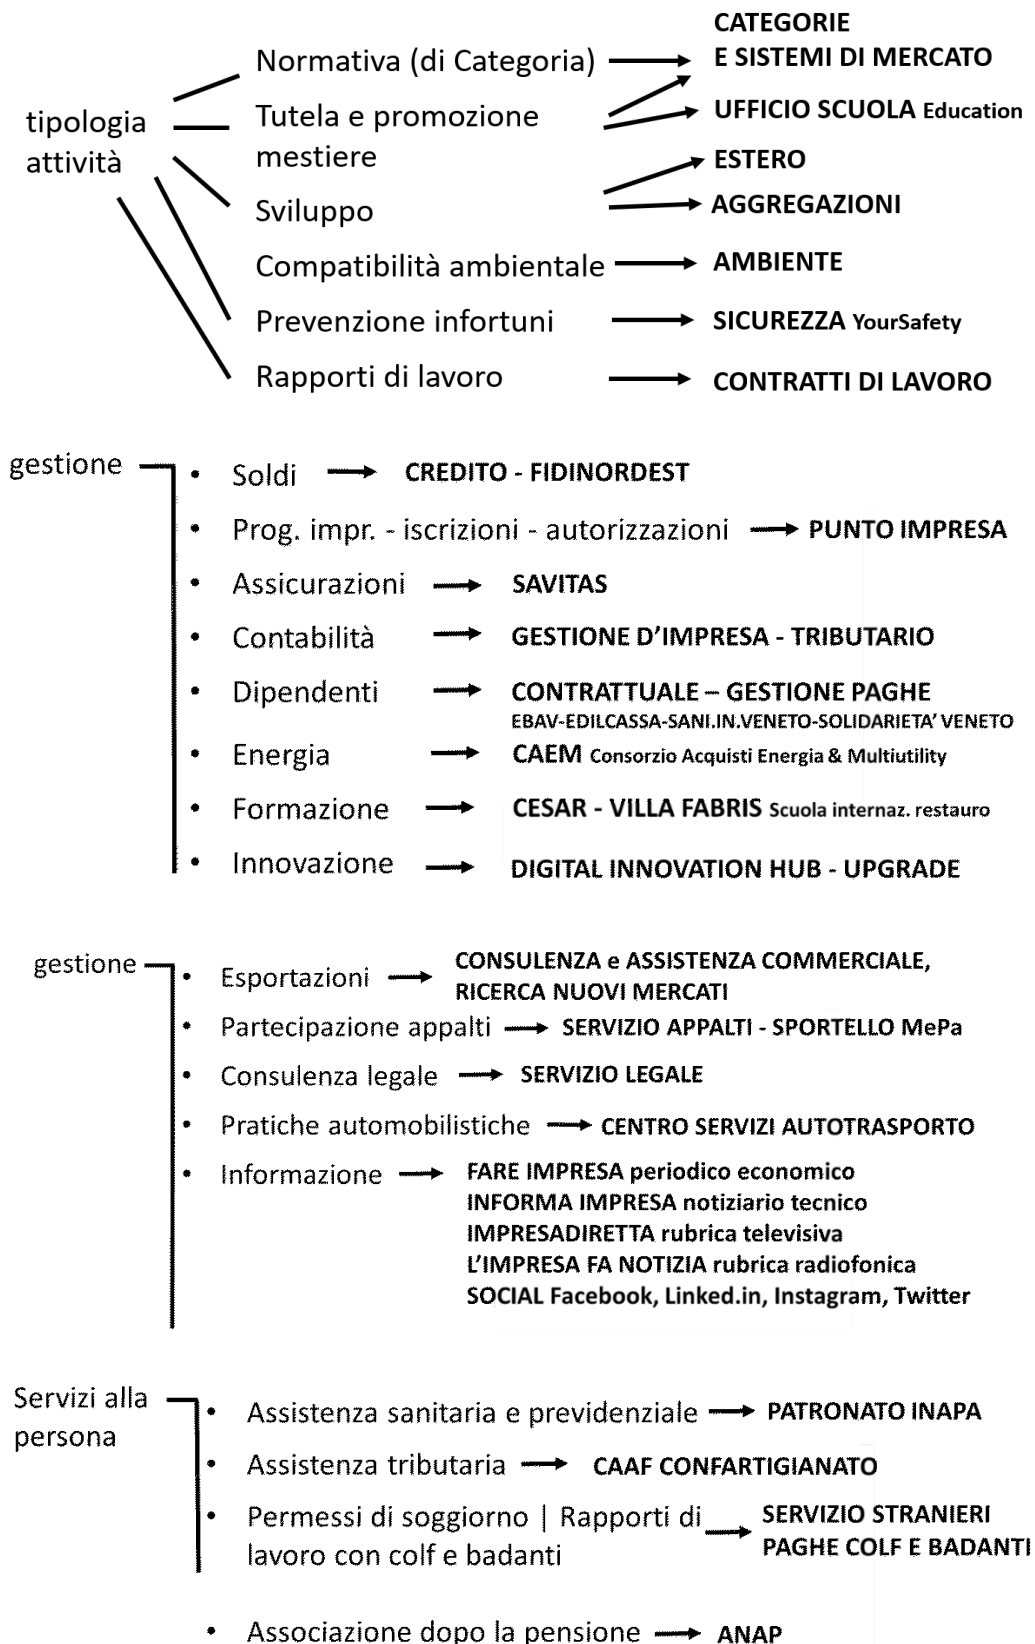 tipologia
attività
Normativa (di Categoria)
CATEGORIE
E SISTEMI DI MERCATO
Tutela e promozione
mestiere
UFFICIO SCUOLA Education
Sviluppo
ESTERO
AGGREGAZIONI
Compatibilità ambientale
AMBIENTE
Prevenzione infortuni
SICUREZZA YourSafety
Rapporti di lavoro
CONTRATTI DI LAVORO
gestione
• Soldi
CREDITO - FIDINORDEST
• Prog. impr. - iscrizioni - autorizzazioni
PUNTO IMPRESA
• Assicurazioni
SAVITAS
• Contabilità
GESTIONE D'IMPRESA - TRIBUTARIO
• Dipendenti
CONTRATTUALE – GESTIONE PAGHE
EBAV-EDILCASSA-SANI.IN.VENETO-SOLIDARIETA' VENETO
• Energia
CAEM Consorzio Acquisti Energia & Multiutility
• Formazione
CESAR - VILLA FABRIS Scuola internaz. restauro
• Innovazione
DIGITAL INNOVATION HUB - UPGRADE
gestione
• Esportazioni
CONSULENZA e ASSISTENZA COMMERCIALE,
RICERCA NUOVI MERCATI
• Partecipazione appalti
SERVIZIO APPALTI - SPORTELLO MePa
• Consulenza legale
SERVIZIO LEGALE
• Pratiche automobilistiche
CENTRO SERVIZI AUTOTRASPORTO
• Informazione
FARE IMPRESA periodico economico
INFORMA IMPRESA notiziario tecnico
IMPRESADIRETTA rubrica televisiva
L'IMPRESA FA NOTIZIA rubrica radiofonica
SOCIAL Facebook, Linked.in, Instagram, Twitter
Servizi alla
persona
• Assistenza sanitaria e previdenziale
PATRONATO INAPA
• Assistenza tributaria
CAAF CONFARTIGIANATO
• Permessi di soggiorno | Rapporti di
lavoro con colf e badanti
SERVIZIO STRANIERI
PAGHE COLF E BADANTI
• Associazione dopo la pensione
ANAP